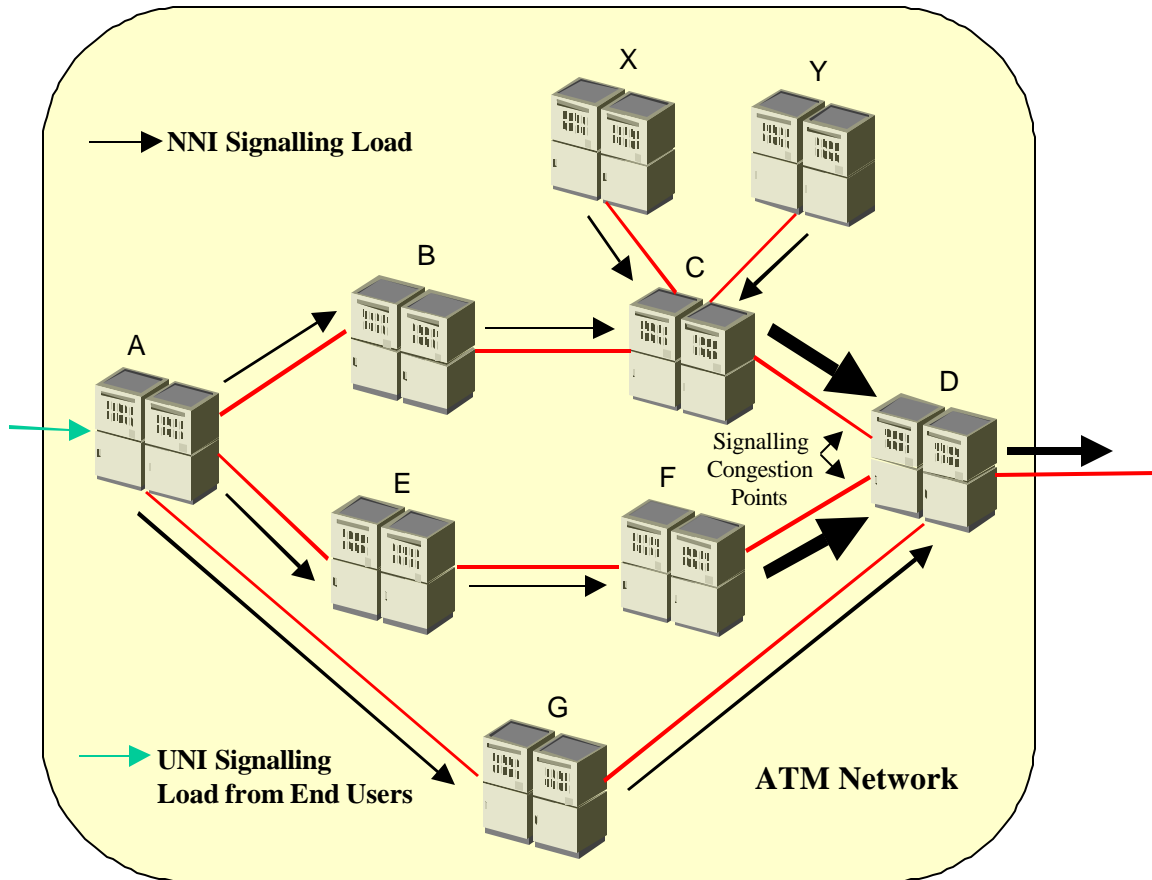 X
Y
NNI Signalling Load
B
C
A
D
Signalling
Congestion
Points
E
F
G
UNI Signalling
Load from End Users
ATM Network